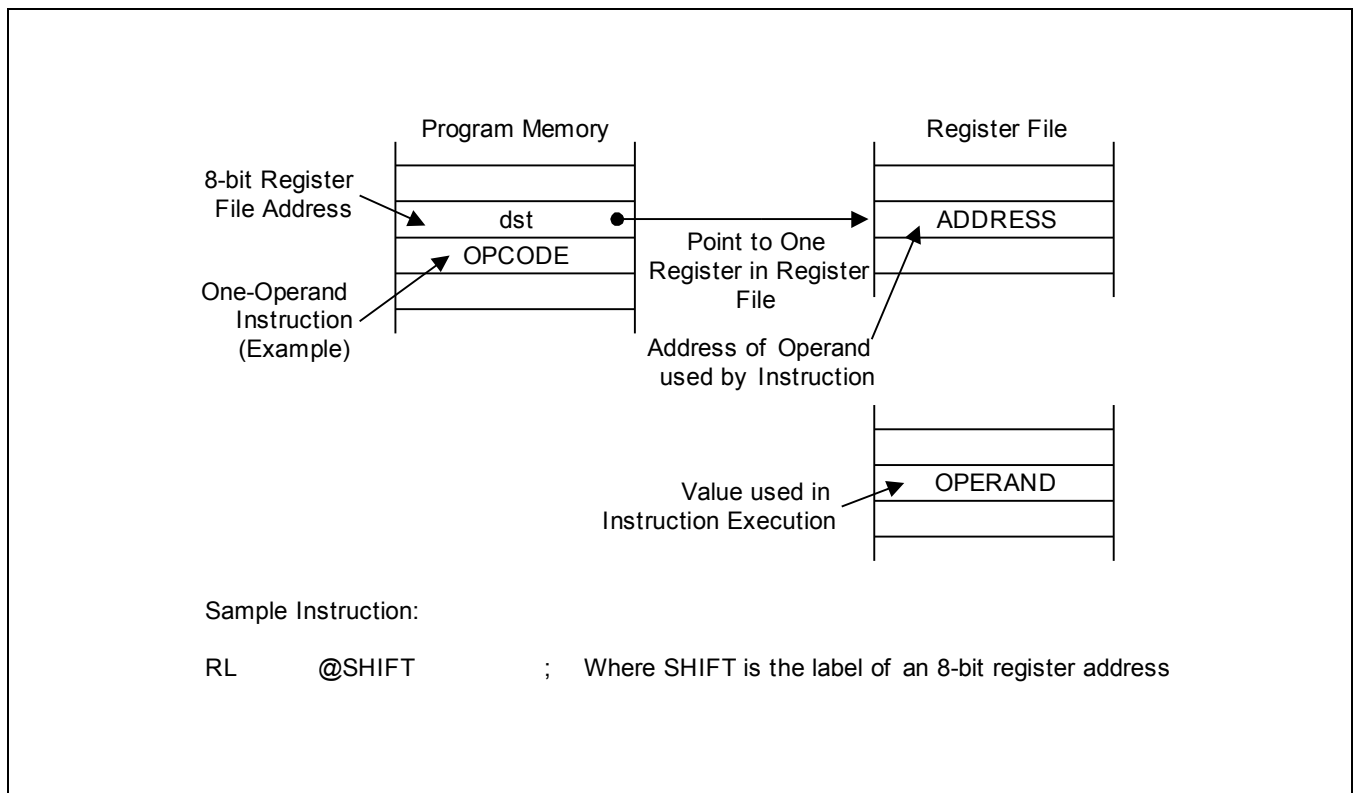 Program Memory
Register File
8-bit Register
File Address
dst
ADDRESS
OPCODE
Point to One
Register in Register
File
One-Operand
Instruction
(Example)
Address of Operand
used by Instruction
OPERAND
Value used in
Instruction Execution
Sample Instruction:
RL @SHIFT ; Where SHIFT is the label of an 8-bit register address